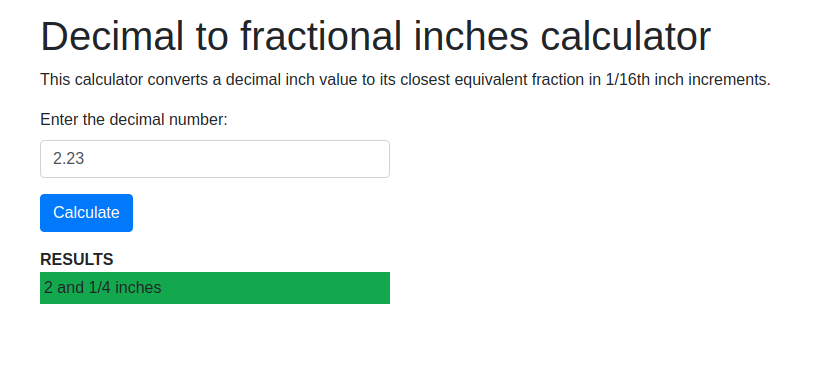 Decimal to fractional inches calculator
This calculator converts a decimal inch value to its closest equivalent fraction in 1/16th inch increments.
Enter the decimal number:
2.23
Calculate
RESULTS
2 and 1/4 inches